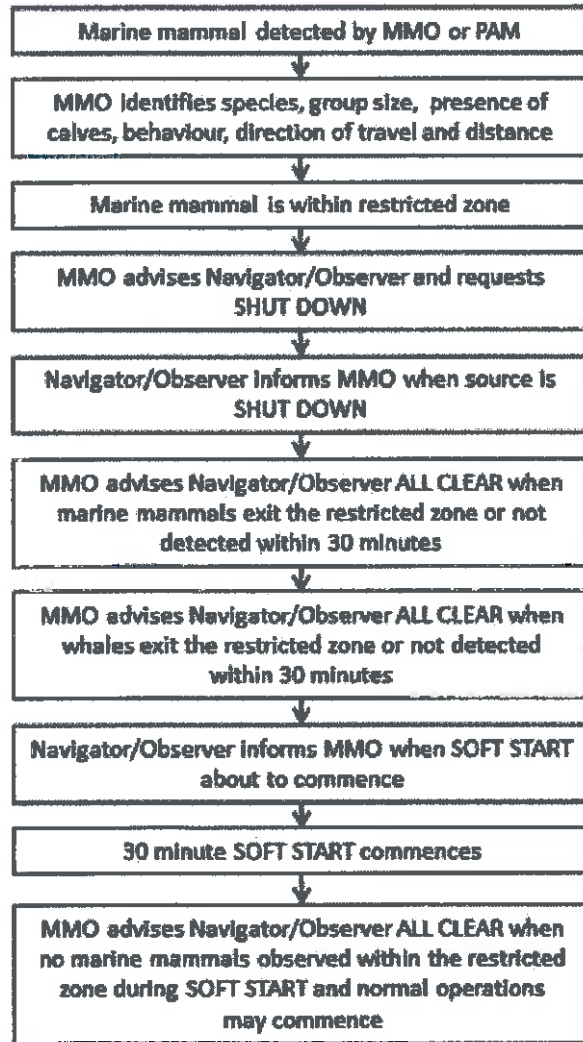 Marine mammal detected by MMO or PAM
MMO identifies species, group size, presence of
calves, behaviour, direction of travel and distance
Marine mammal is within restricted zone
MMO advises Navigator/Observer and requests
SHUT DOWN
Navigator/Observer informs MMO when source is
SHUT DOWN
MMO advises Navigator/Observer ALL CLEAR when
marine mammals exit the restricted zone or not
detected within 30 minutes
MMO advises Navigator/Observer ALL CLEAR when
whales exit the restricted zone or not detected
within 30 minutes
Navigator/Observer informs MMO when SOFT START
about to commence
30 minute SOFT START commences
MMO advises Navigator/Observer ALL CLEAR when
no marine mammals observed within the restricted
zone during SOFT START and normal operations
may commence